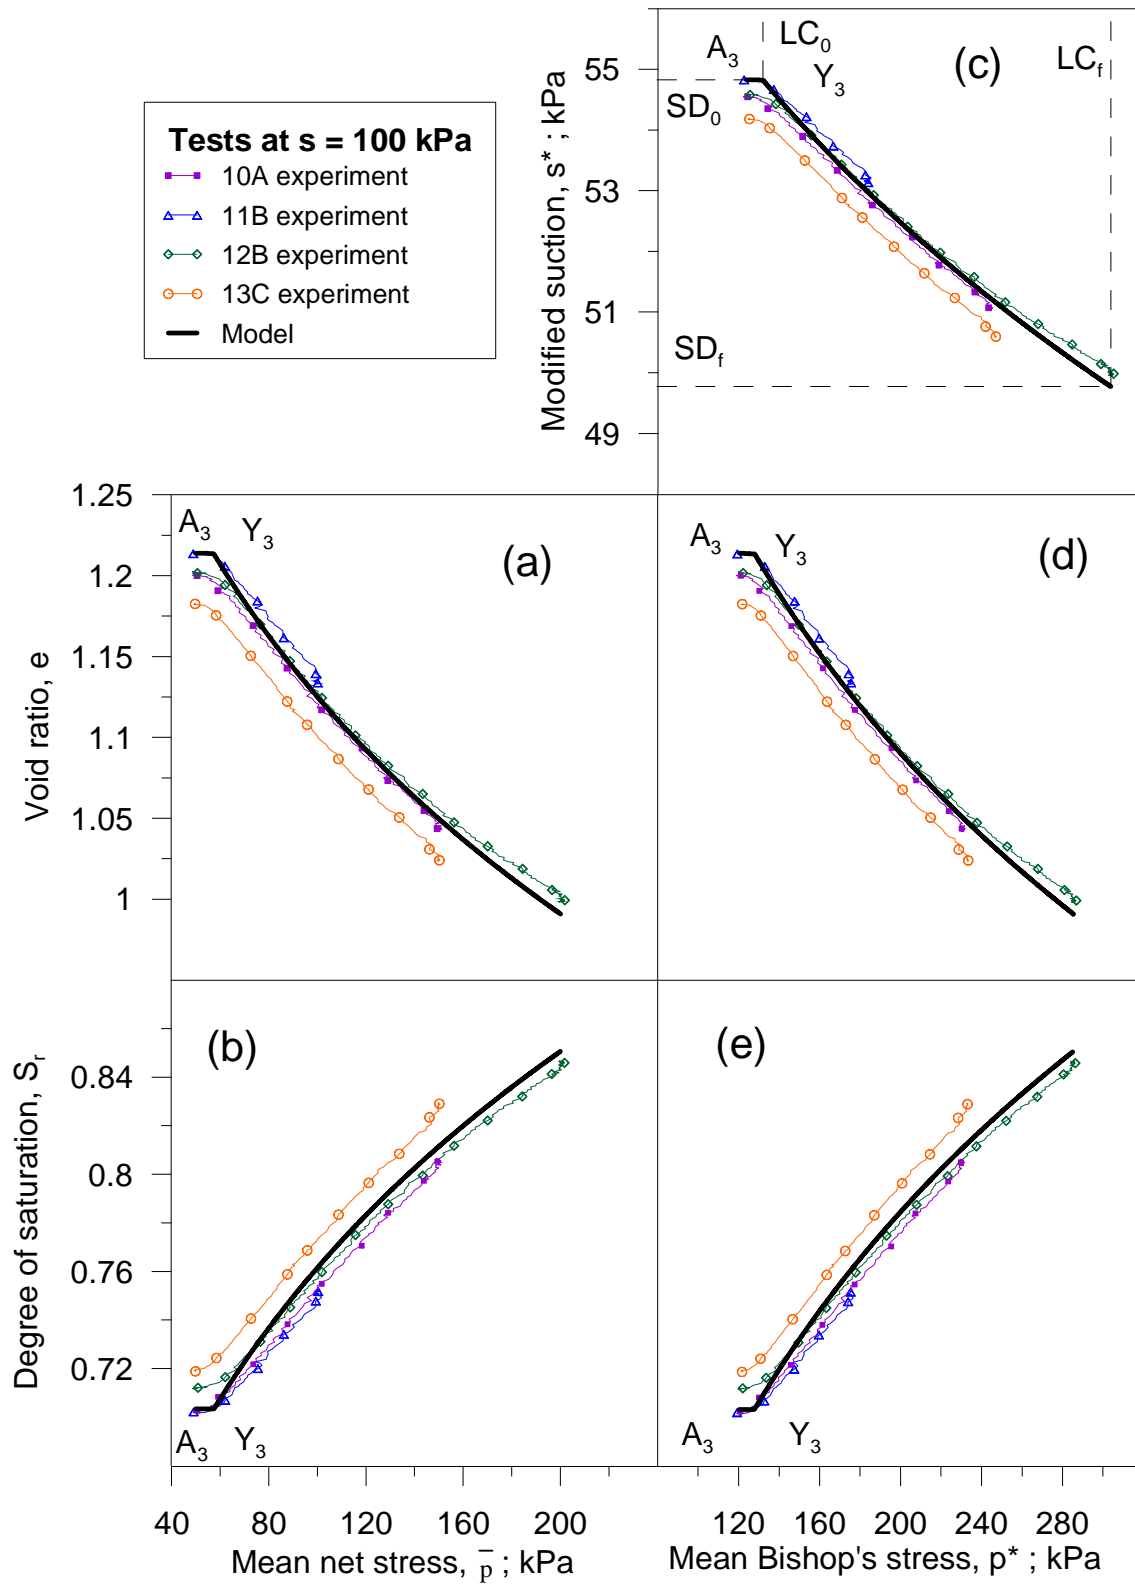 Tests at s = 100 kPa
10A experiment
11B experiment
12B experiment
13C experiment
Model
(c)
A3
LC0
Y3
LCf
SD0
SDf
55
53
51
49
Modified suction, s* ; kPa
(a)
A3
Y3
1.25
1.2
1.15
1.1
1.05
1
Void ratio, e
(d)
A3
Y3
(b)
0.84
0.8
0.76
0.72
Degree of saturation, Sr
A3
Y3
(e)
A3
Y3
40 80 120 160 200
Mean net stress, p̅ ; kPa
120 160 200 240 280
Mean Bishop's stress, p* ; kPa